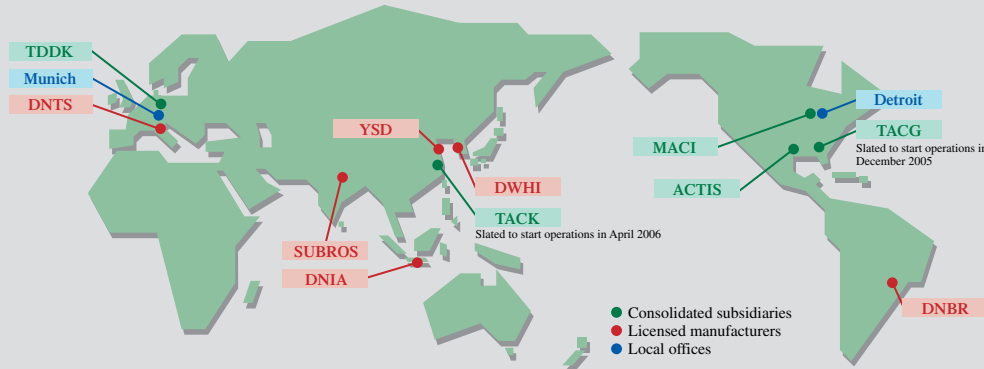 TDDK
Munich
DNTS
YSD
DWHI
TACK
Slated to start operations in April 2006
SUBROS
DNIA
Detroit
MACI
TACG
Slated to start operations in
December 2005
ACTIS
DNBR
Consolidated subsidiaries
Licensed manufacturers
Local offices